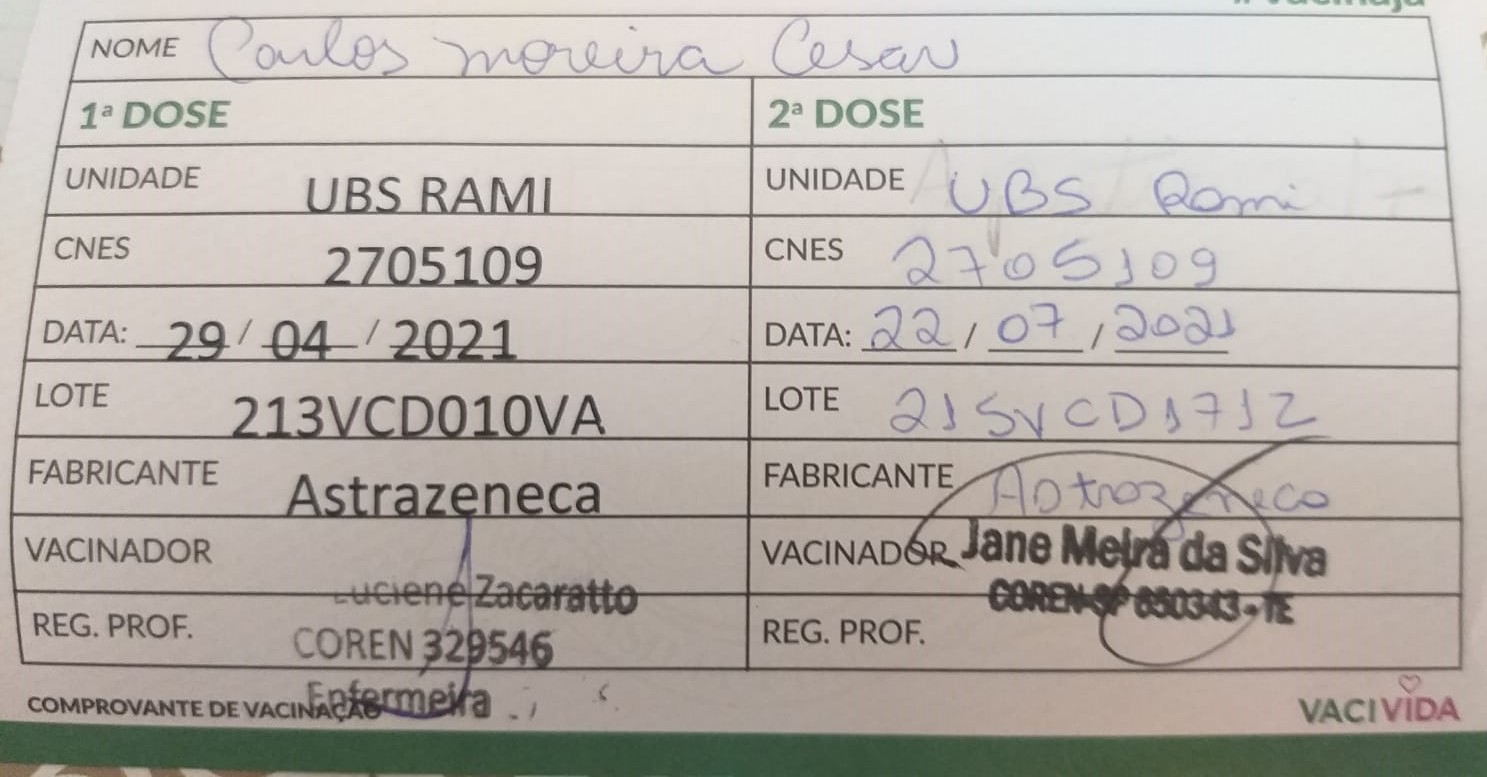 NOME Carlos Moreira Cesar
1ª DOSE 2ª DOSE
UNIDADE UBS RAMI UNIDADE UBS Rami
CNES 2705109 CNES 2705109
DATA: 29 / 04 / 2021 DATA: 22 / 07 / 2021
LOTE 213VCD010VA LOTE 215VCD171Z
FABRICANTE Astrazeneca FABRICANTE Astrazeneca
VACINADOR Luciene Zacaratto VACINADOR Jane Meira da Silva
REG. PROF. COREN 329546 REG. PROF. COREN-SP 850343-TE
Enfermeira
COMPROVANTE DE VACINAÇÃO VACIVIDA